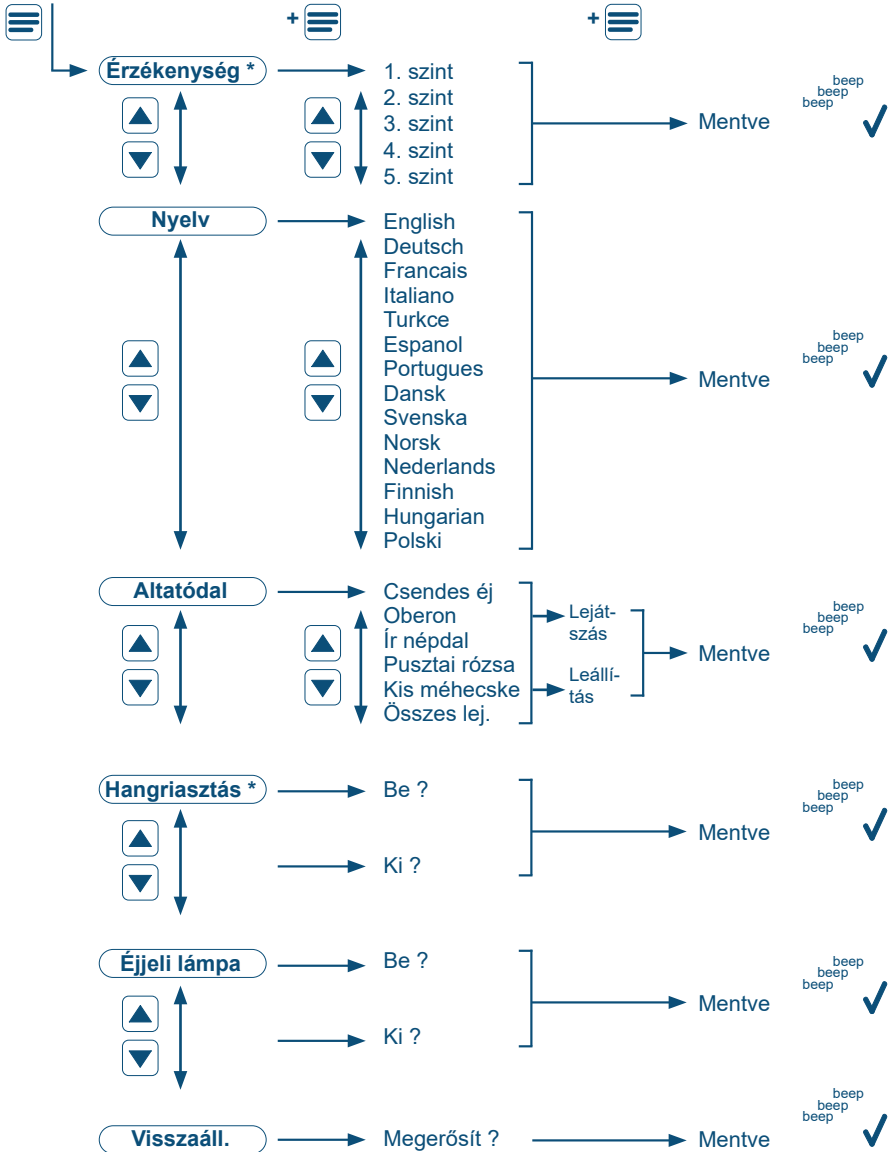 +
+
Érzékenység *
1. szint
2. szint
3. szint
4. szint
5. szint
Mentve
beep
beep
beep
Nyelv
English
Deutsch
Francais
Italiano
Turkce
Espanol
Portugues
Dansk
Svenska
Norsk
Nederlands
Finnish
Hungarian
Polski
Mentve
beep
beep
beep
Altatódal
Csendes éj
Oberon
Ír népdal
Pusztai rózsa
Kis méhecske
Összes lej.
Leját-
szás
Leállí-
tás
Mentve
beep
beep
beep
Hangriasztás *
Be ?
Ki ?
Mentve
beep
beep
beep
Éjjeli lámpa
Be ?
Ki ?
Mentve
beep
beep
beep
Visszaáll.
Megerősít ?
Mentve
beep
beep
beep